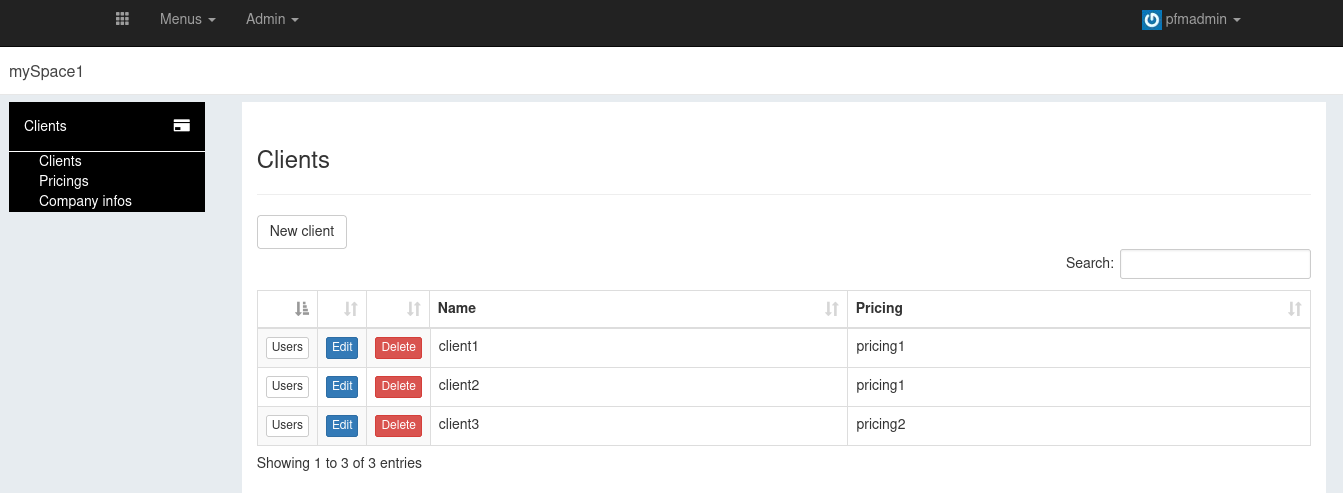 Menus Admin pfmadmin
mySpace1
Clients
Clients
Pricings
Company infos
Clients
New client
Search:
Name Pricing
Users Edit Delete client1 pricing1
Users Edit Delete client2 pricing1
Users Edit Delete client3 pricing2
Showing 1 to 3 of 3 entries